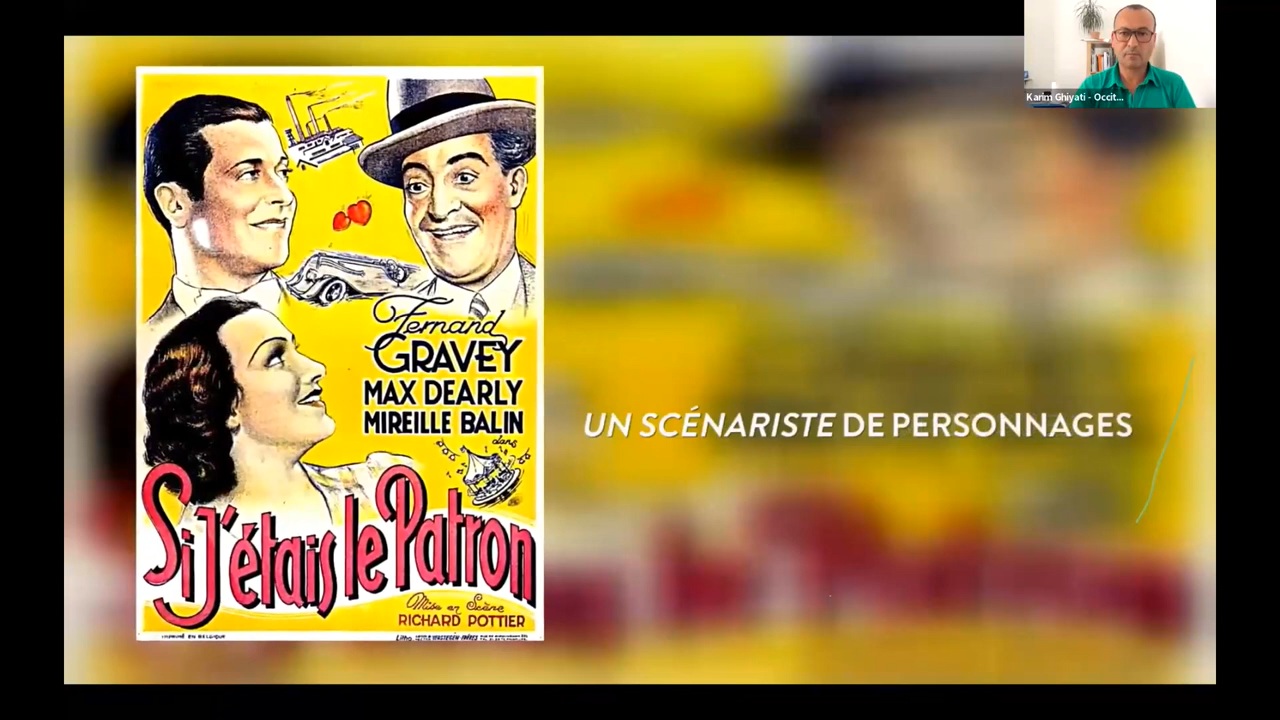 Karim Ghiyati - Occit...
Fernand
GRAVEY
MAX DEARLY
MIREILLE BALIN
dans
UN SCÉNARISTE DE PERSONNAGES
Si J'étais le Patron
Mise en Scène
RICHARD POTTIER
IMPRIMÉ EN BELGIQUE